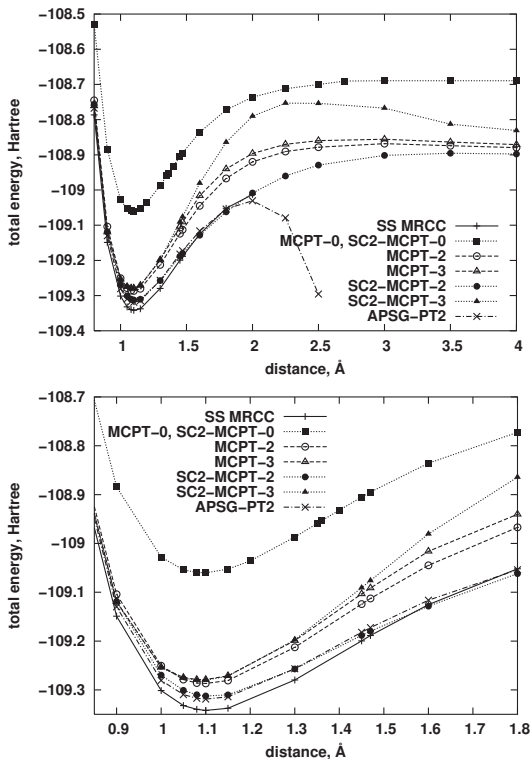 -108.5
-108.6
-108.7
-108.8
-108.9
-109
-109.1
-109.2
-109.3
-109.4
total energy, Hartree
SS MRCC
MCPT-0, SC2-MCPT-0
MCPT-2
MCPT-3
SC2-MCPT-2
SC2-MCPT-3
APSG-PT2
1 1.5 2 2.5 3 3.5 4
distance, Å
-108.7
-108.8
-108.9
-109
-109.1
-109.2
-109.3
total energy, Hartree
SS MRCC
MCPT-0, SC2-MCPT-0
MCPT-2
MCPT-3
SC2-MCPT-2
SC2-MCPT-3
APSG-PT2
0.9 1 1.1 1.2 1.3 1.4 1.5 1.6 1.7 1.8
distance, Å